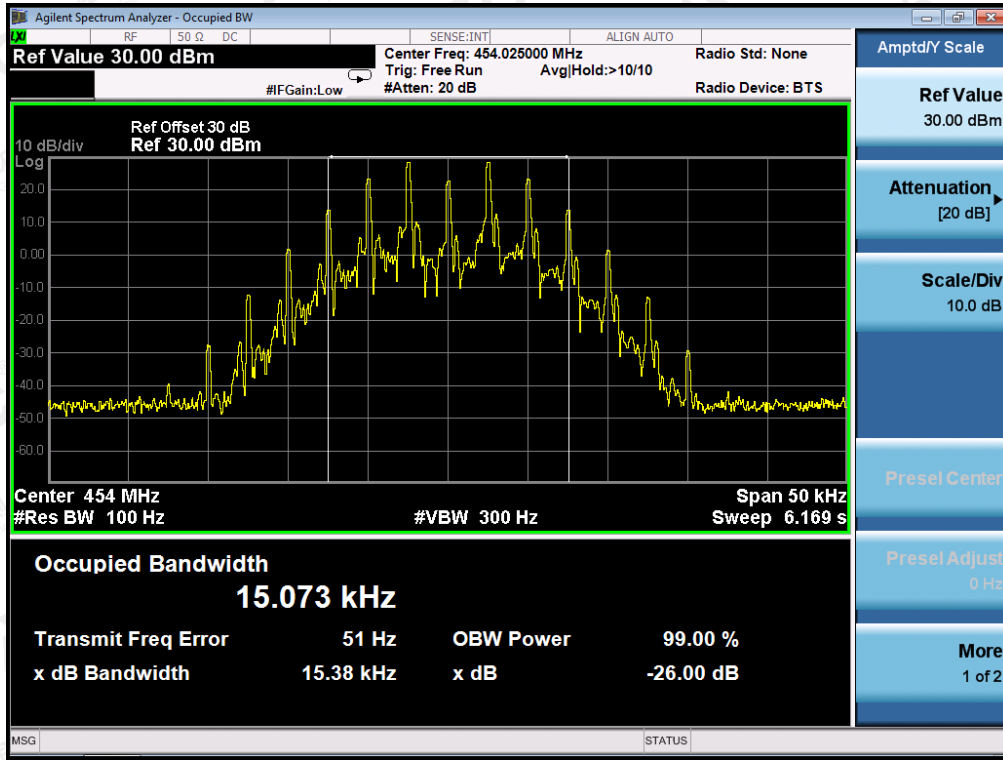 Agilent Spectrum Analyzer - Occupied BW
LXI RF 50 Ω DC SENSE:INT ALIGN AUTO
Ref Value 30.00 dBm
Center Freq: 454.025000 MHz Radio Std: None
Trig: Free Run Avg|Hold:>10/10
#IFGain:Low #Atten: 20 dB Radio Device: BTS
Ref Offset 30 dB
10 dB/div Ref 30.00 dBm
Log
20.0
10.0
0.00
-10.0
-20.0
-30.0
-40.0
-50.0
-60.0
Center 454 MHz Span 50 kHz
#Res BW 100 Hz #VBW 300 Hz Sweep 6.169 s
Occupied Bandwidth
15.073 kHz
Transmit Freq Error 51 Hz OBW Power 99.00 %
x dB Bandwidth 15.38 kHz x dB -26.00 dB
MSG STATUS
Amptd/Y Scale
Ref Value
30.00 dBm
Attenuation
[20 dB]
Scale/Div
10.0 dB
Presel Center
Presel Adjust
0 Hz
More
1 of 2